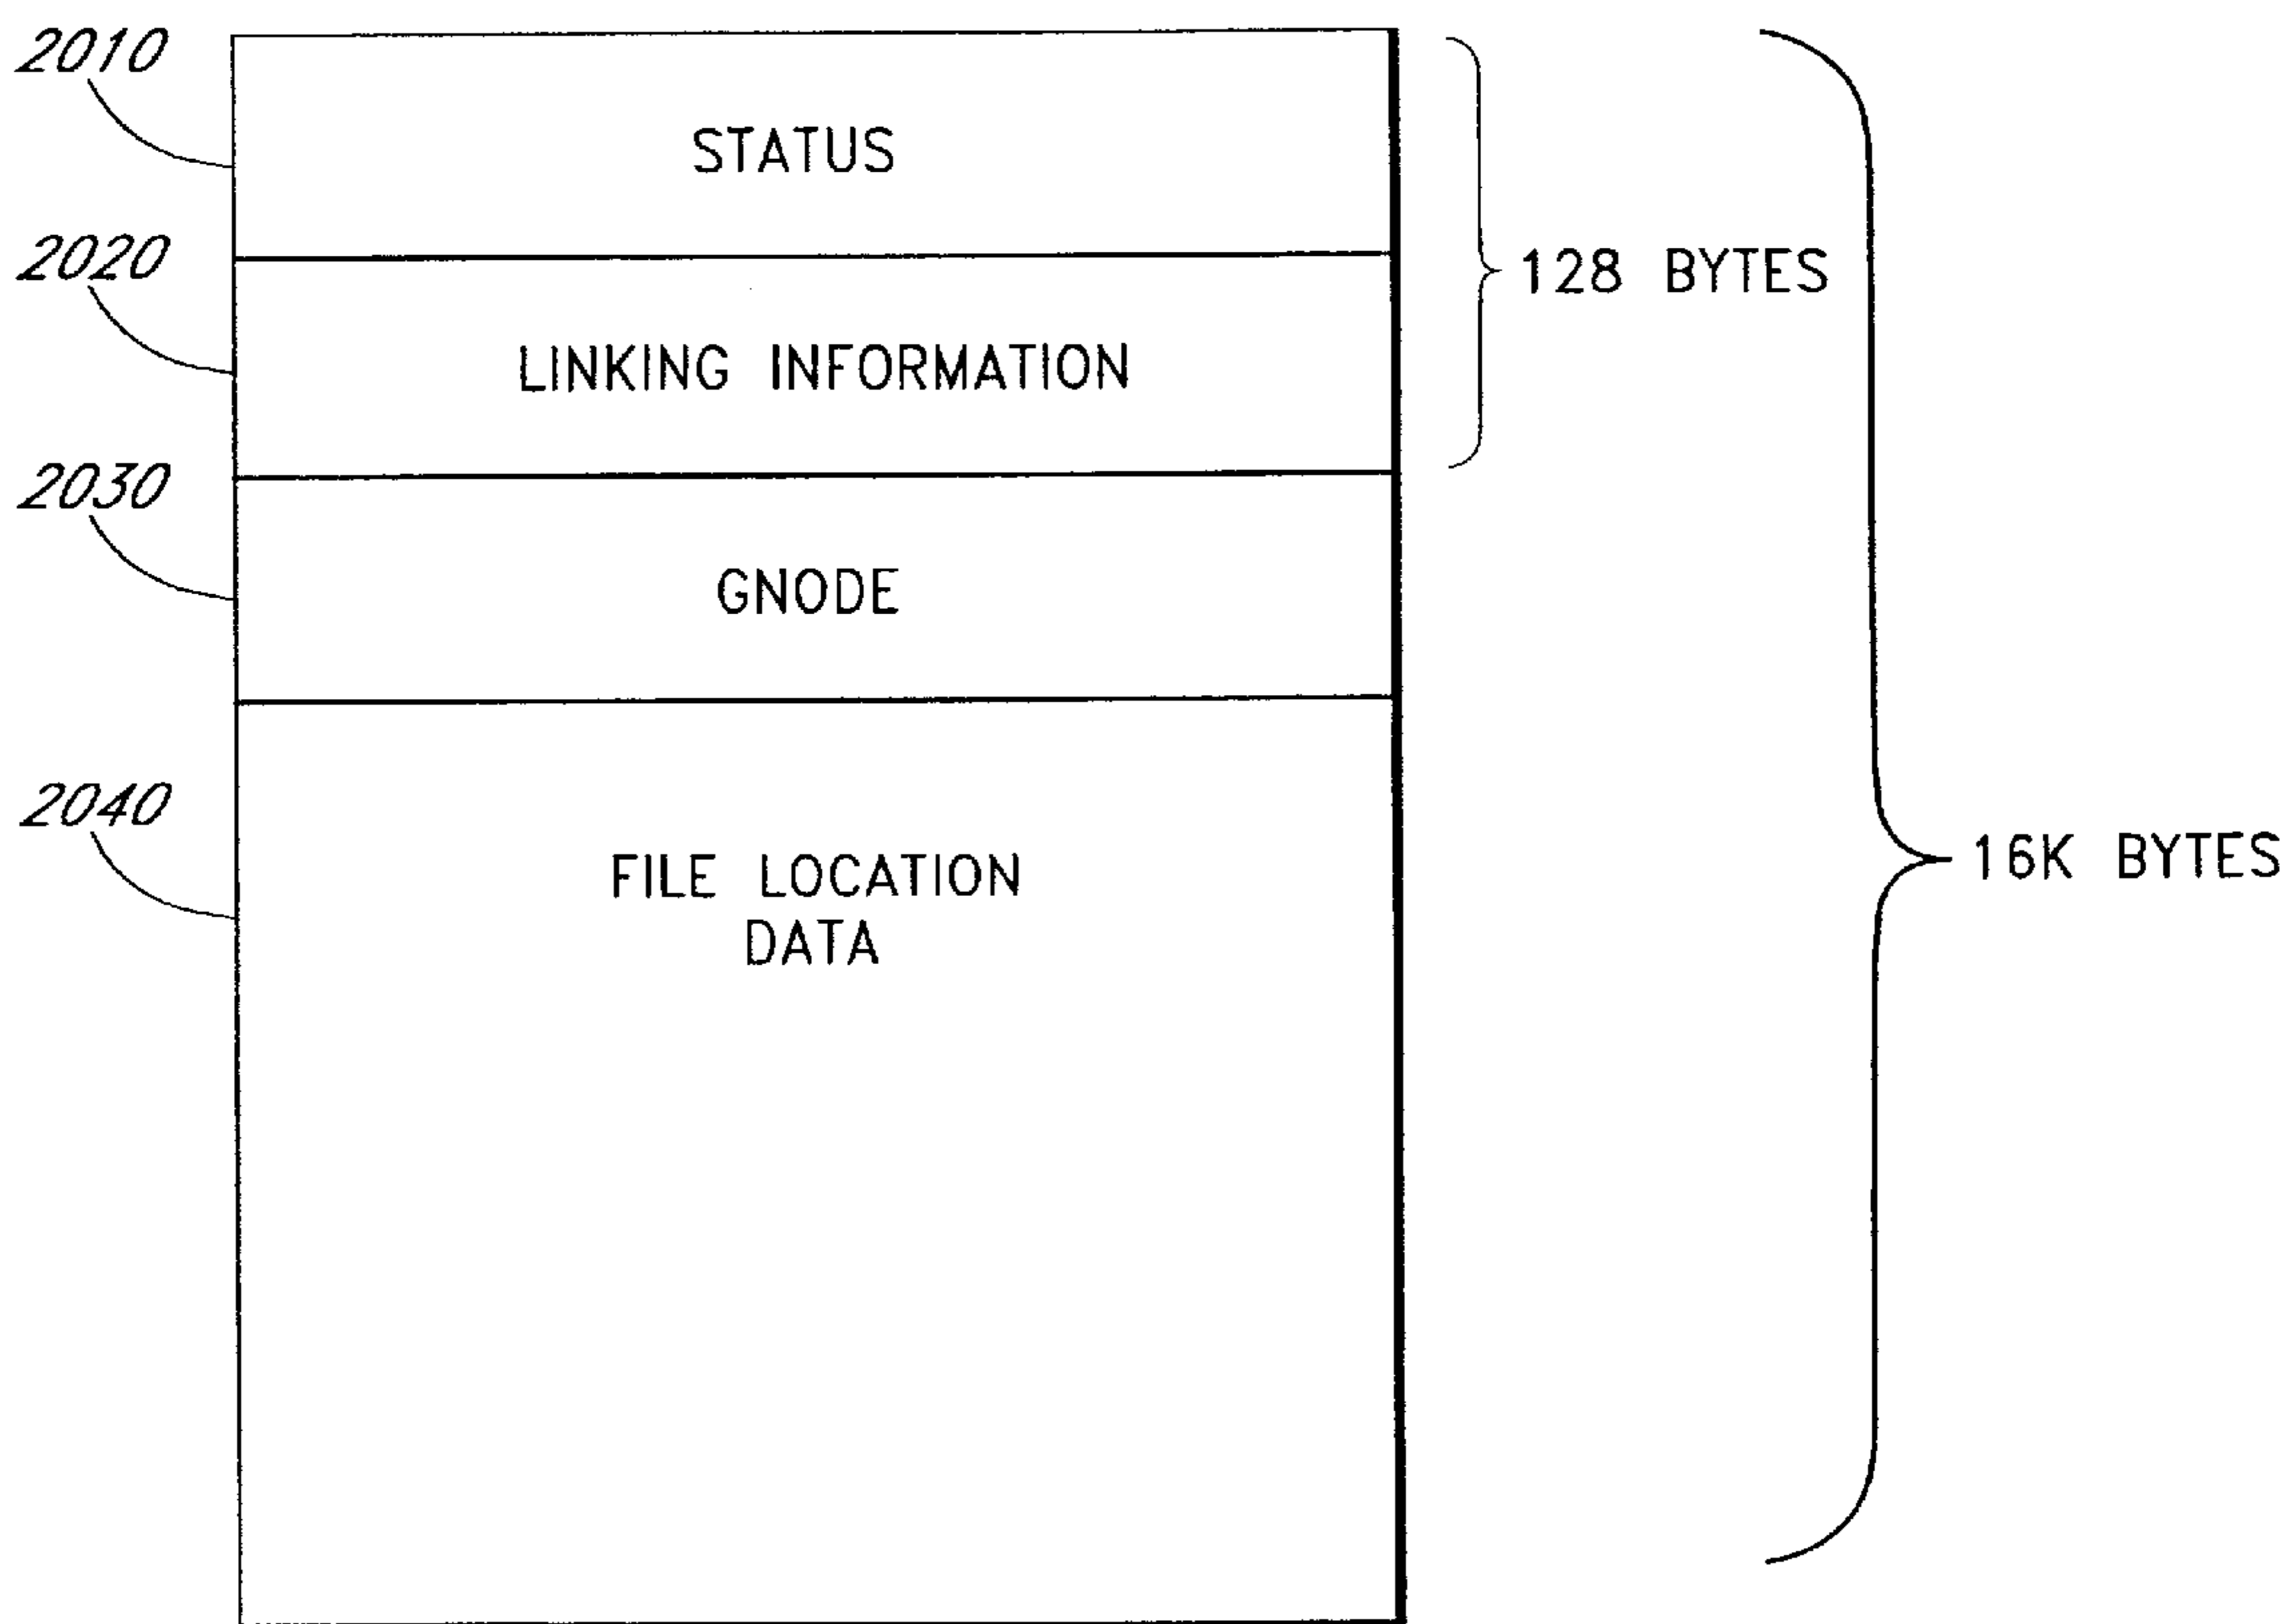 2010
STATUS
2020
128 BYTES
LINKING INFORMATION
2030
GNODE
2040
16K BYTES
FILE LOCATION
DATA